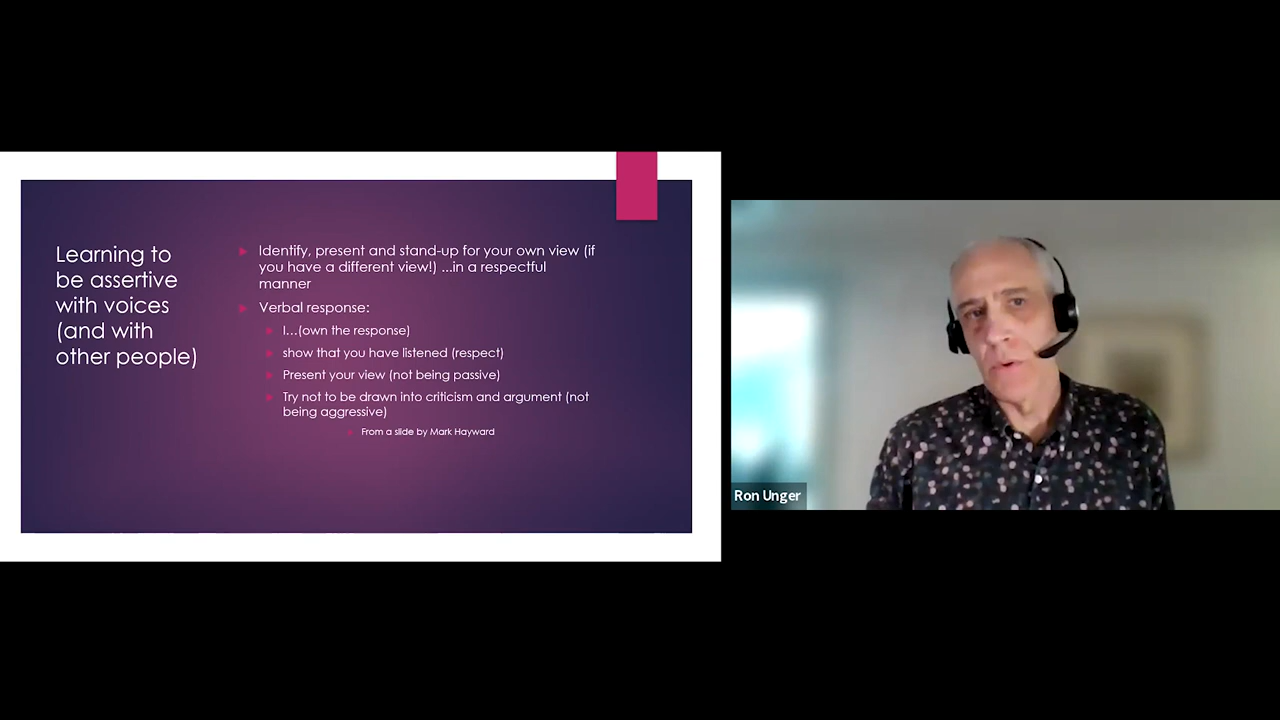 Learning to
be assertive
with voices
(and with
other people)
Identify, present and stand-up for your own view (if
you have a different view!) ...in a respectful
manner
Verbal response:
I...(own the response)
show that you have listened (respect)
Present your view (not being passive)
Try not to be drawn into criticism and argument (not
being aggressive)
From a slide by Mark Hayward
Ron Unger